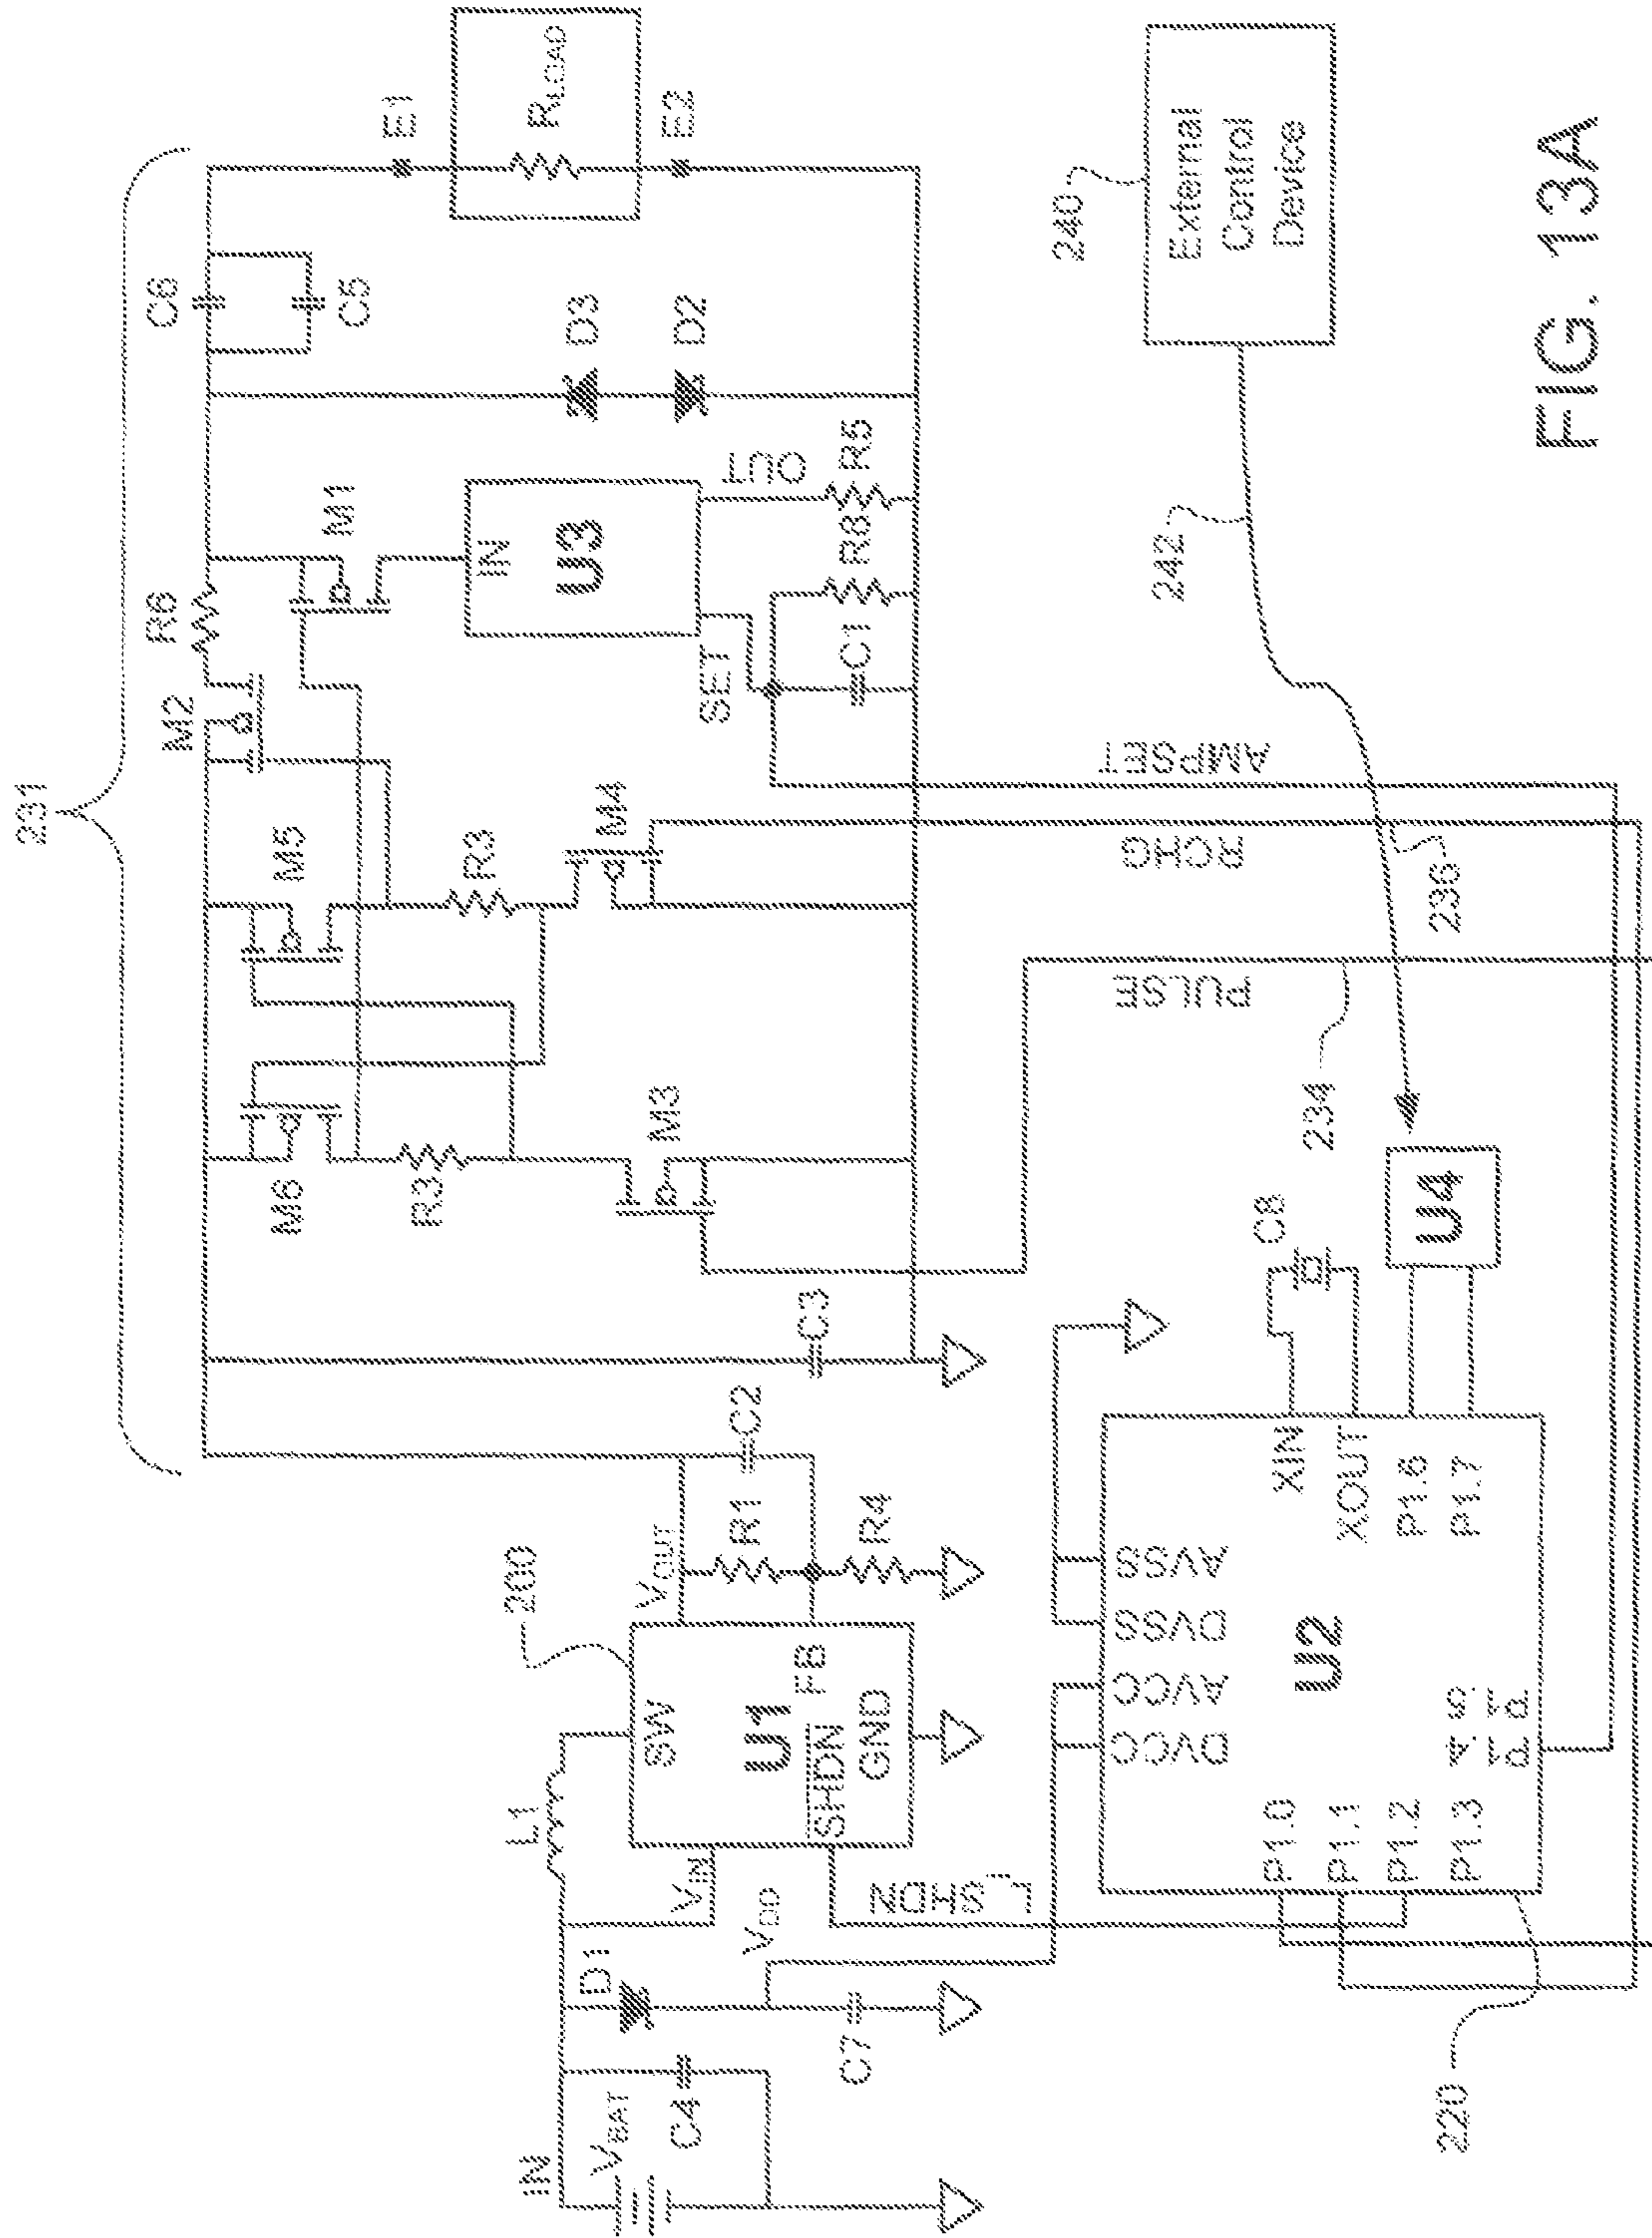 231
M6
M5
M2
R6
C6
C5
M1
E1
RLOAD
E2
R3
R3
M4
M3
IN
U3
SET
OUT
D3
D2
C1
R8
R5
C3
200
IN
VBAT
C4
D1
C7
VDD
L1
VIN
SW
U1
SHDN
FB
GND
VOUT
R1
C2
R4
L_SHDN
PULSE
RCHG
AMPSET
234
236
242
240
External
Control
Device
DVCC
AVCC
DVSS
AVSS
U2
P1.0
P1.1
P1.2
P1.3
P1.4
P1.5
XIN
XOUT
P1.6
P1.7
C8
U4
220
FIG. 13A